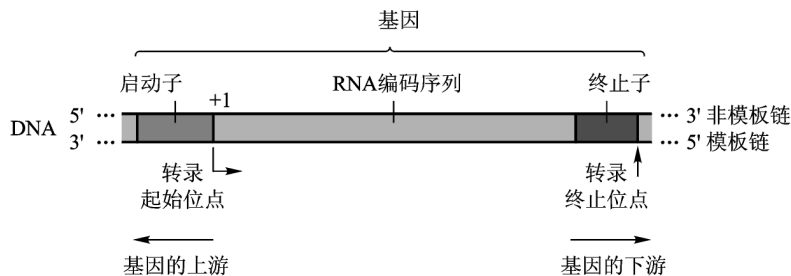 基因
启动子
RNA编码序列
终止子
+1
DNA
5' ··· ··· 3' 非模板链
3' ··· ··· 5' 模板链
转录
起始位点
转录
终止位点
基因的上游
基因的下游